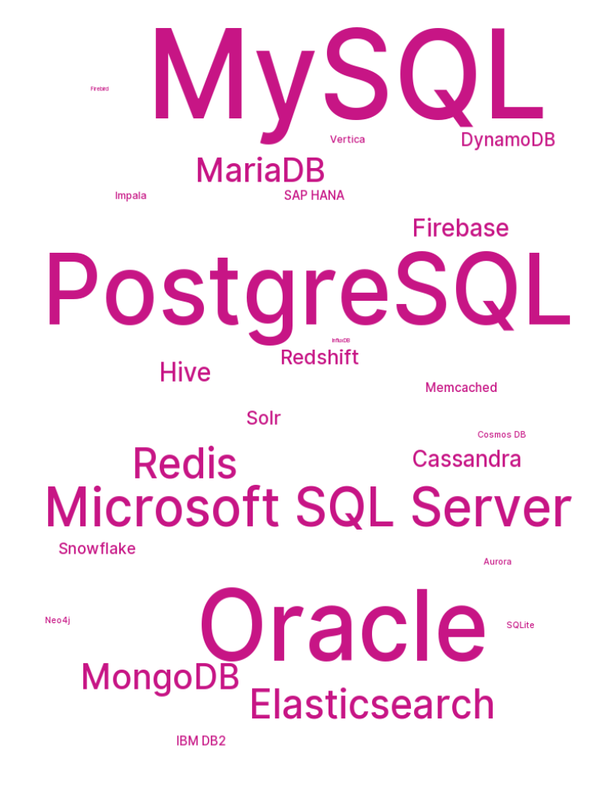 MySQL
Firebird
Vertica
DynamoDB
MariaDB
Impala
SAP HANA
Firebase
PostgreSQL
InfluxDB
Redshift
Hive
Memcached
Solr
Cosmos DB
Redis
Cassandra
Microsoft SQL Server
Snowflake
Aurora
Oracle
Neo4j
SQLite
MongoDB
Elasticsearch
IBM DB2